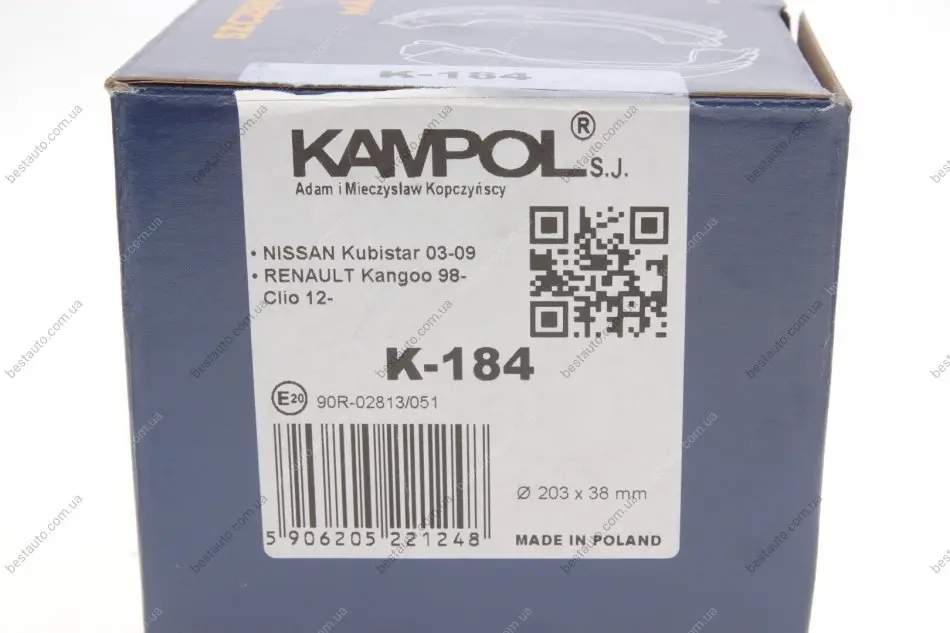 K-184
KAMPOL® S.J.
Adam i Mieczysław Kopczyńscy
• NISSAN Kubistar 03-09
• RENAULT Kangoo 98-
Clio 12-
K-184
E20 90R-02813/051
Ø 203 x 38 mm
5 906205 221248
MADE IN POLAND
bestauto.com.ua